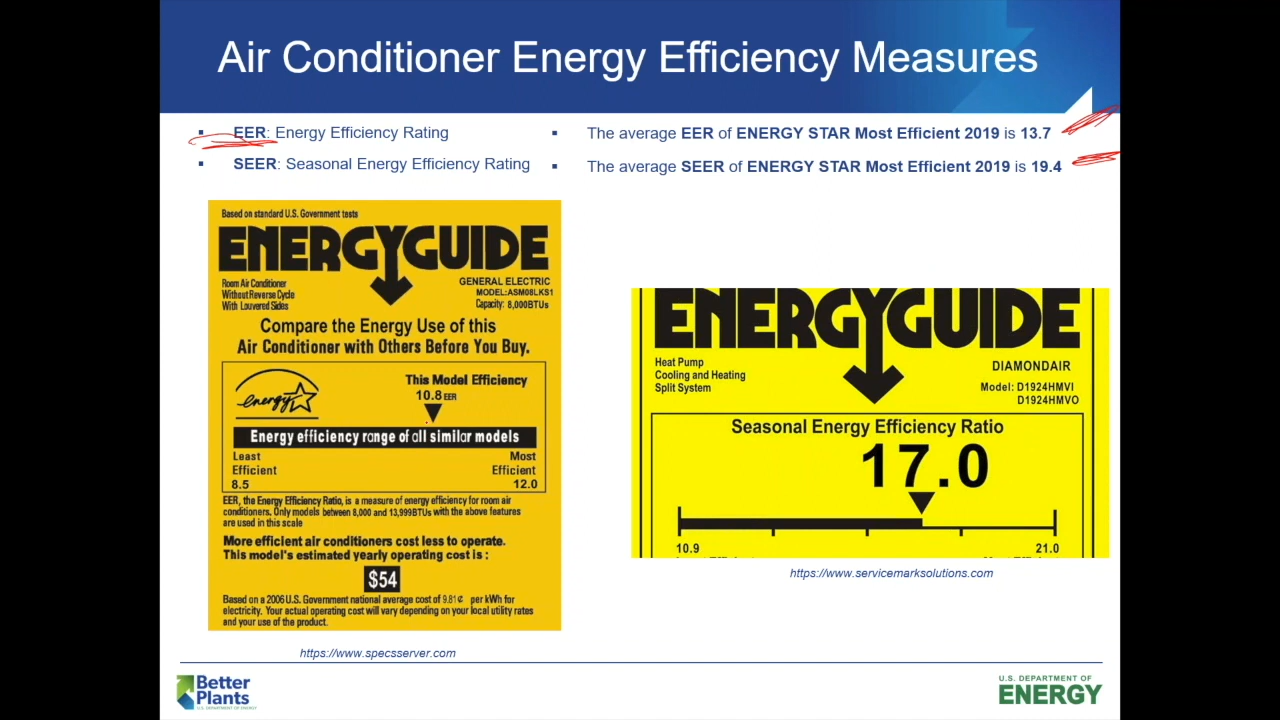 Air Conditioner Energy Efficiency Measures
▪ EER: Energy Efficiency Rating
▪ SEER: Seasonal Energy Efficiency Rating
▪ The average EER of ENERGY STAR Most Efficient 2019 is 13.7
▪ The average SEER of ENERGY STAR Most Efficient 2019 is 19.4
Based on standard U.S. Government tests
ENERGYGUIDE
Room Air Conditioner
Without Reverse Cycle
With Louvered Sides
GENERAL ELECTRIC
MODEL:ASM08LKS1
Capacity: 8,000BTUs
Compare the Energy Use of this
Air Conditioner with Others Before You Buy.
energy
This Model Efficiency
10.8 EER
Energy efficiency range of all similar models
Least
Efficient
8.5
Most
Efficient
12.0
EER, the Energy Efficiency Ratio, is a measure of energy efficiency for room air
conditioners. Only models between 8,000 and 13,999BTUs with the above features
are used in this scale
More efficient air conditioners cost less to operate.
This model's estimated yearly operating cost is :
$54
Based on a 2006 U.S. Government national average cost of 9.81¢ per kWh for
electricity. Your actual operating cost will vary depending on your local utility rates
and your use of the product.
https://www.specsserver.com
ENERGYGUIDE
Heat Pump
Cooling and Heating
Split System
DIAMONDAIR
Model: D1924HMVI
D1924HMVO
Seasonal Energy Efficiency Ratio
17.0
10.9
21.0
https://www.servicemarksolutions.com
Better
Plants
U.S. DEPARTMENT OF ENERGY
U.S. DEPARTMENT OF
ENERGY